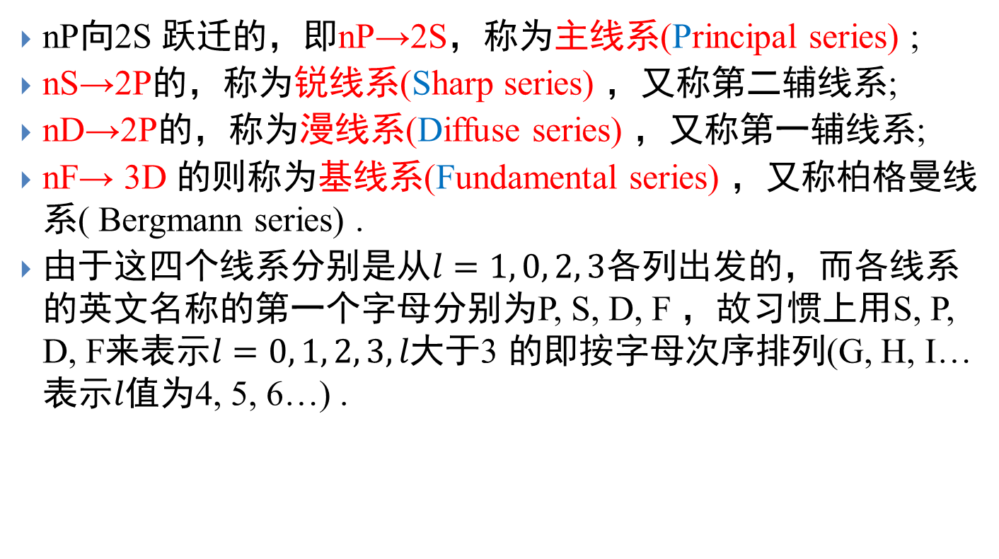 nP向2S 跃迁的，即nP→2S，称为主线系(Principal series) ;
nS→2P的，称为锐线系(Sharp series) ，又称第二辅线系;
nD→2P的，称为漫线系(Diffuse series) ，又称第一辅线系;
nF→ 3D 的则称为基线系(Fundamental series) ，又称柏格曼线
系( Bergmann series) .
由于这四个线系分别是从𝑙 = 1, 0, 2, 3各列出发的，而各线系
的英文名称的第一个字母分别为P, S, D, F ，故习惯上用S, P,
D, F来表示𝑙 = 0, 1, 2, 3, 𝑙大于3 的即按字母次序排列(G, H, I…
表示𝑙值为4, 5, 6…) .